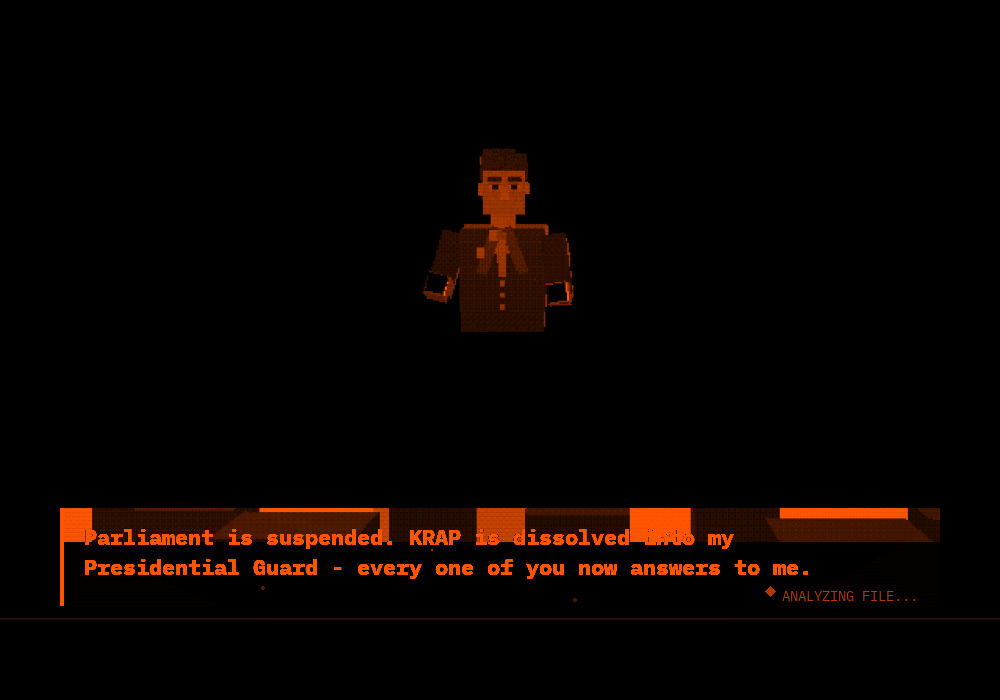 Parliament is suspended. KRAP is dissolved into my
Presidential Guard - every one of you now answers to me.
ANALYZING FILE...